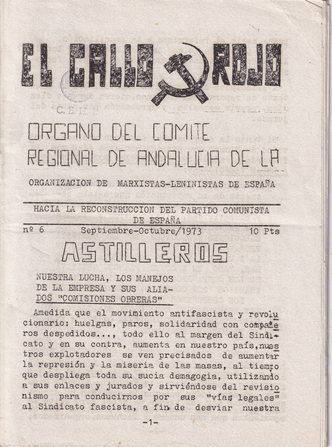 EL GALLO ROJO
ORGANO DEL COMITE
REGIONAL DE ANDALUCIA DE LA
ORGANIZACION DE MARXISTAS-LENINISTAS DE ESPAÑA
HACIA LA RECONSTRUCCION DEL PARTIDO COMUNISTA
DE ESPAÑA
nº 6 Septiembre-Octubre/1973 10 Pts
ASTILLEROS
NUESTRA LUCHA, LOS MANEJOS
DE LA EMPRESA Y SUS ALIA-
DOS "COMISIONES OBRERAS"
Amedida que el movimiento antifascista y revolu
cionario; huelgas, paros, solidaridad con compañe
ros despedidos..., todo ello al margen del Sindi-
cato y en su contra, aumenta en nuestro país, nues
tros explotadores se ven precisados de aumentar
la represión y la miseria de las masas, al tiempo
que despliega toda su sucia demagogia, utilizando
a sus enlaces y jurados y sirviéndose del revisio
nismo para conducirnos por sus "vías legales"
al Sindicato fascista, a fin de desviar nuestra
-1-